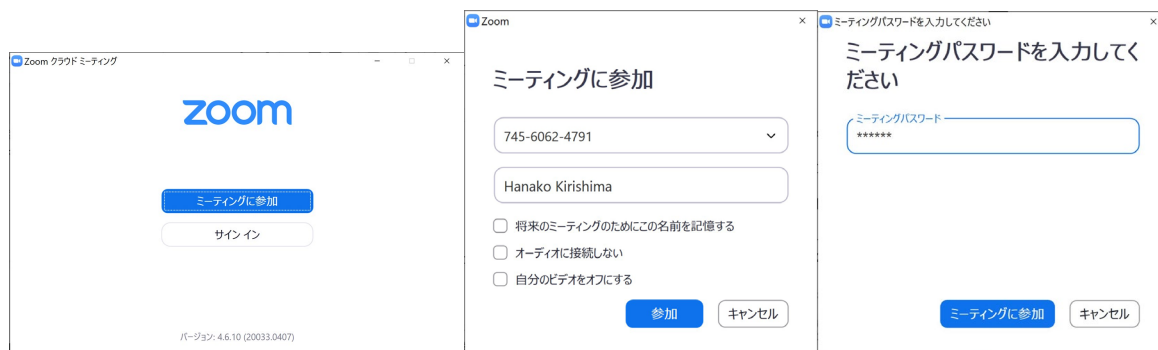 Zoom クラウド ミーティング
zoom
ミーティングに参加
サイン イン
バージョン: 4.6.10 (20033.0407)
Zoom
ミーティングに参加
745-6062-4791
Hanako Kirishima
将来のミーティングのためにこの名前を記憶する
オーディオに接続しない
自分のビデオをオフにする
参加
キャンセル
ミーティングパスワードを入力してください
ミーティングパスワードを入力してく
ださい
ミーティングパスワード
******
ミーティングに参加
キャンセル